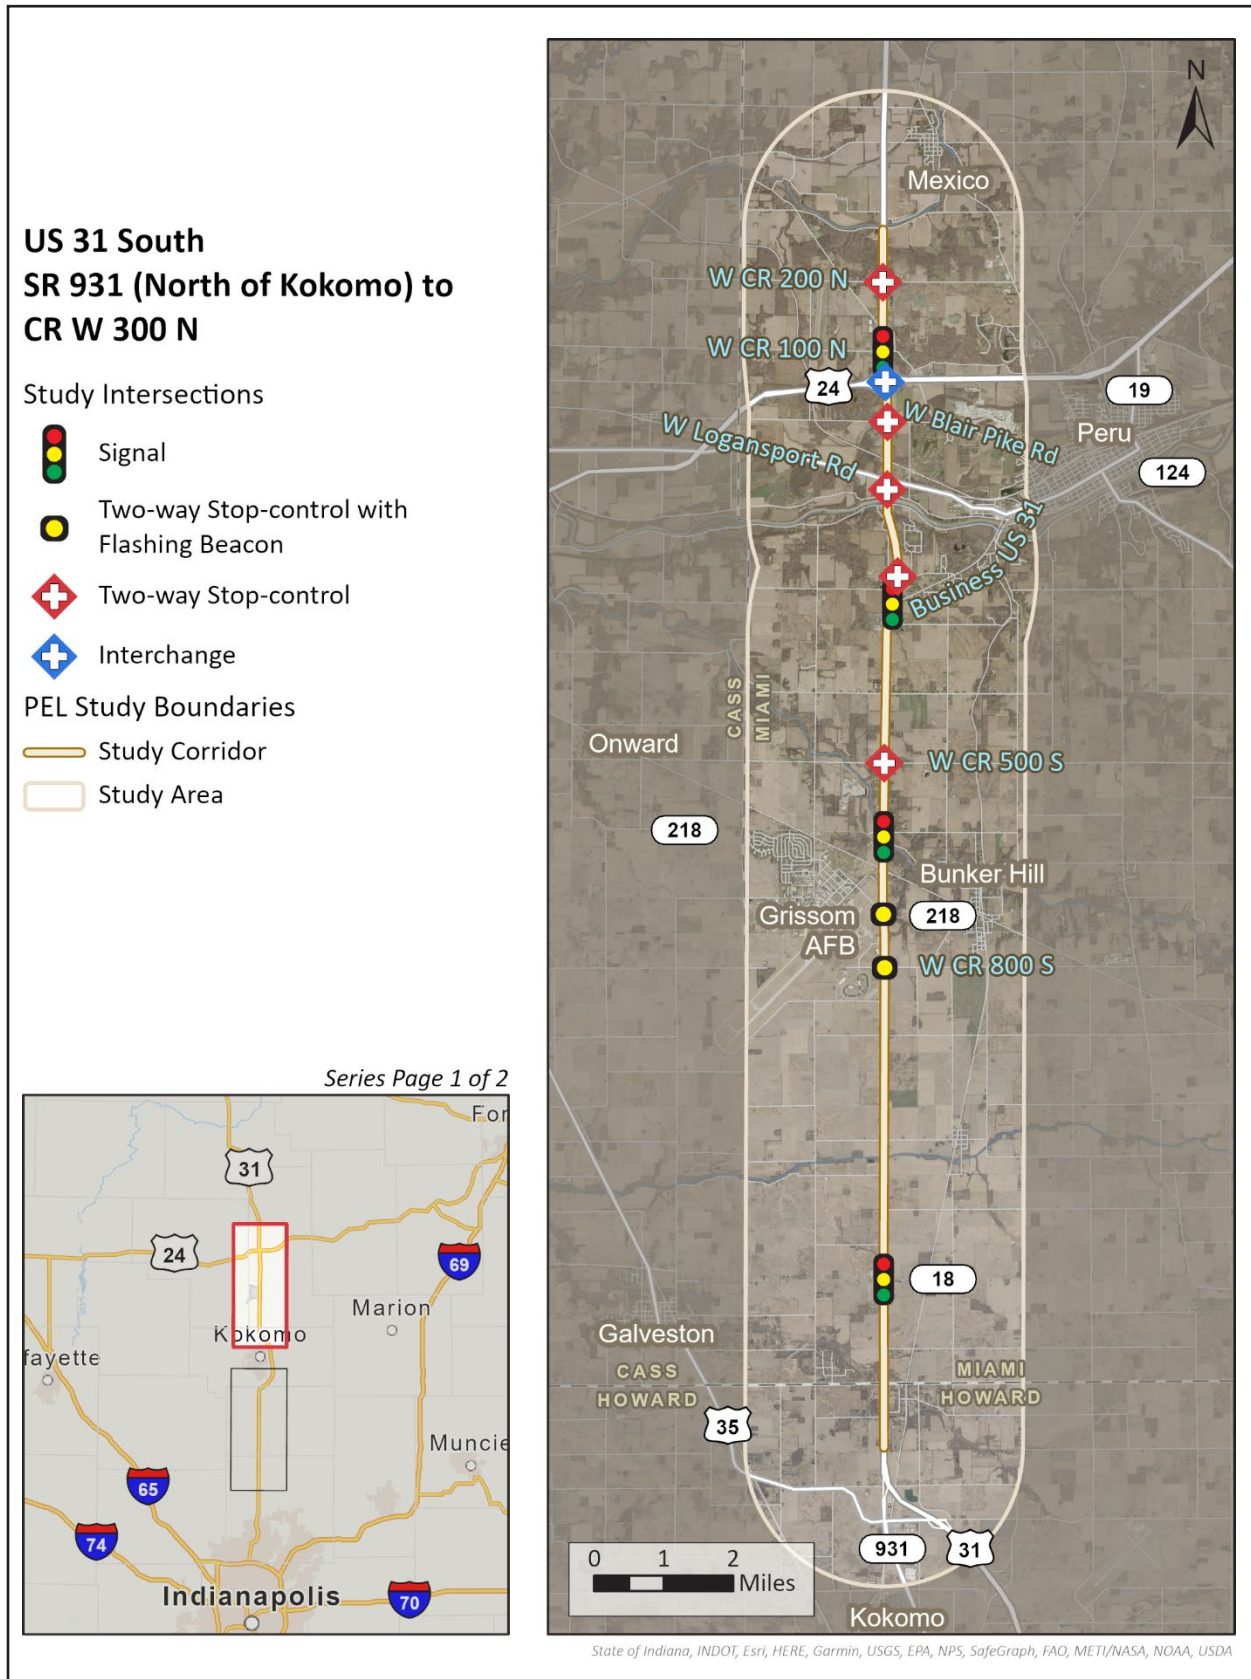 US 31 South
SR 931 (North of Kokomo) to
CR W 300 N
Study Intersections
Signal
Two-way Stop-control with
Flashing Beacon
Two-way Stop-control
Interchange
PEL Study Boundaries
Study Corridor
Study Area
Series Page 1 of 2
For
31
24
69
Marion
Kokomo
fayette
Muncie
65
74
Indianapolis
70
N
Mexico
W CR 200 N
W CR 100 N
24
19
W Blair Pike Rd
Peru
W Logansport Rd
124
Business US 31
CASS
MIAMI
Onward
W CR 500 S
218
Bunker Hill
Grissom
AFB
218
W CR 800 S
18
Galveston
CASS
HOWARD
MIAMI
HOWARD
35
931
31
0 1 2
Miles
Kokomo
State of Indiana, INDOT, Esri, HERE, Garmin, USGS, EPA, NPS, SafeGraph, FAO, METI/NASA, NOAA, USDA